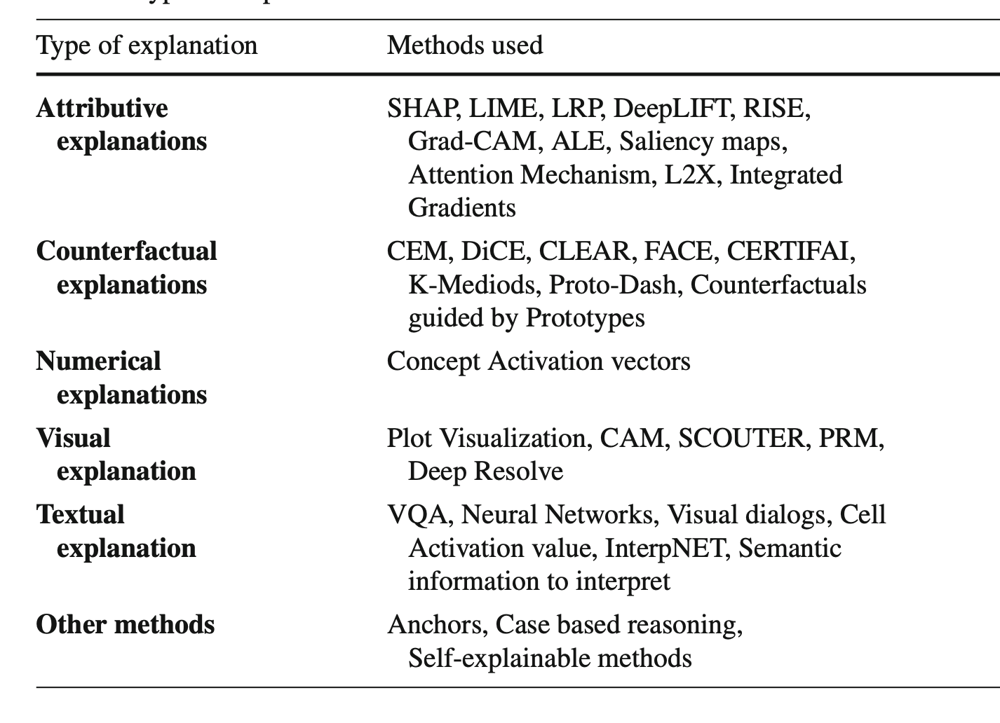 Type of explanation Methods used
Attributive explanations SHAP, LIME, LRP, DeepLIFT, RISE,
Grad-CAM, ALE, Saliency maps,
Attention Mechanism, L2X, Integrated
Gradients
Counterfactual explanations CEM, DiCE, CLEAR, FACE, CERTIFAI,
K-Mediods, Proto-Dash, Counterfactuals
guided by Prototypes
Numerical explanations Concept Activation vectors
Visual explanation Plot Visualization, CAM, SCOUTER, PRM,
Deep Resolve
Textual explanation VQA, Neural Networks, Visual dialogs, Cell
Activation value, InterpNET, Semantic
information to interpret
Other methods Anchors, Case based reasoning,
Self-explainable methods